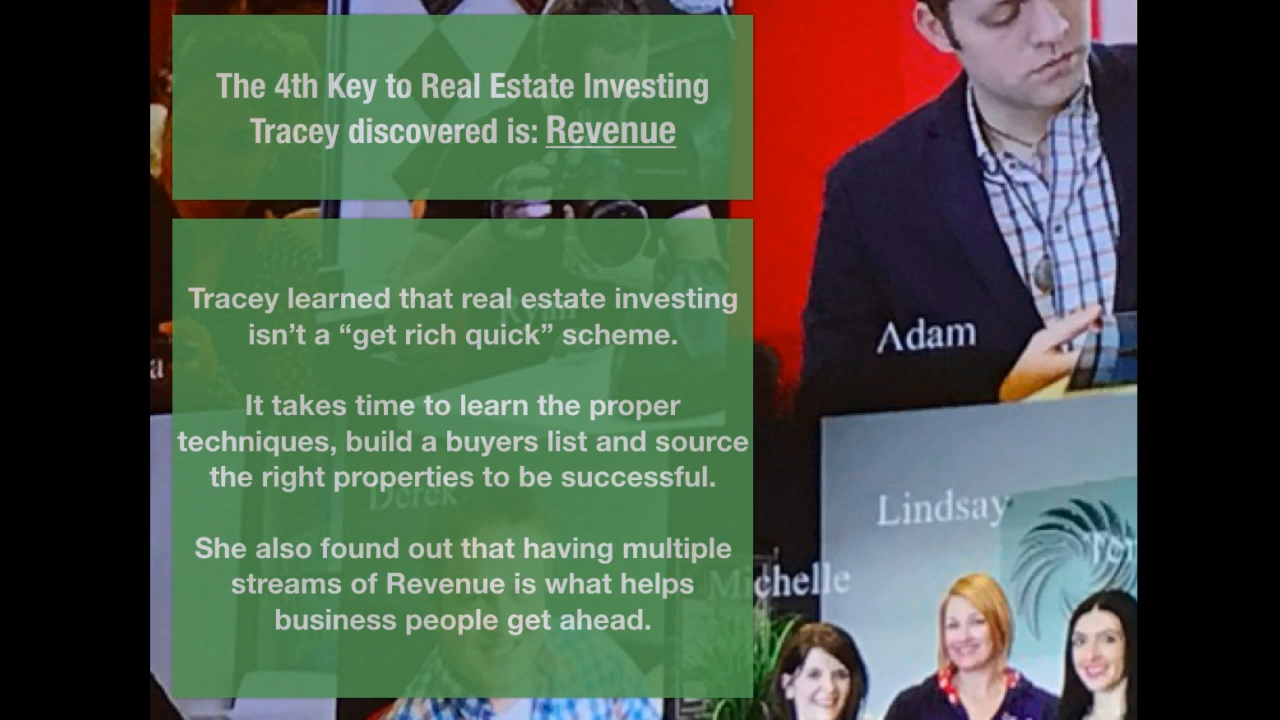 The 4th Key to Real Estate Investing
Tracey discovered is: Revenue
Tracey learned that real estate investing
isn’t a “get rich quick” scheme.
It takes time to learn the proper
techniques, build a buyers list and source
the right properties to be successful.
She also found out that having multiple
streams of Revenue is what helps
business people get ahead.
Ryan
Adam
a
Derek
Lindsay
Michelle